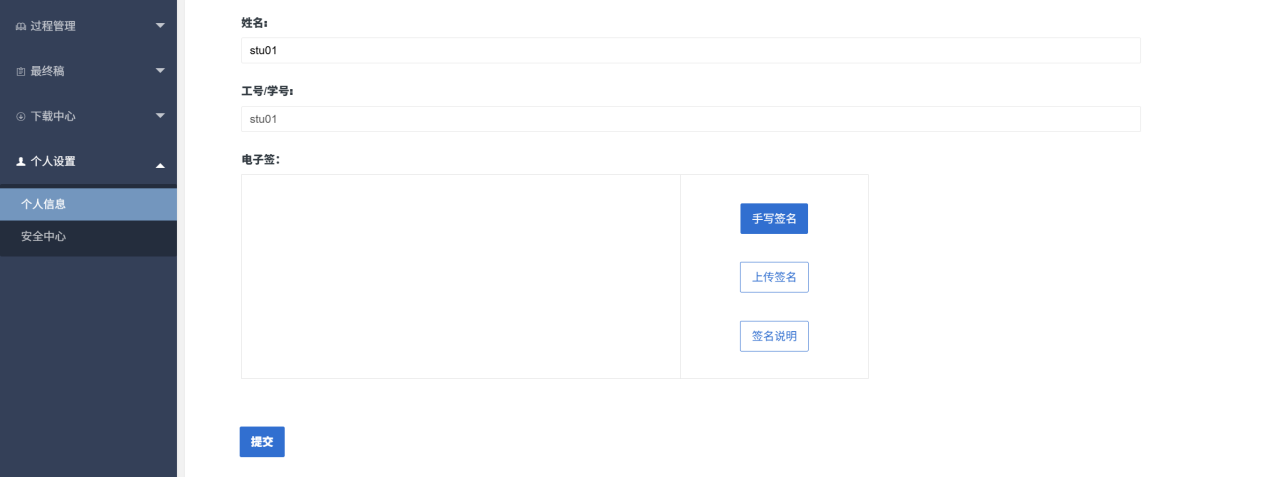 过程管理
最终稿
下载中心
个人设置
个人信息
安全中心
姓名:
stu01
工号/学号:
stu01
电子签:
手写签名
上传签名
签名说明
提交